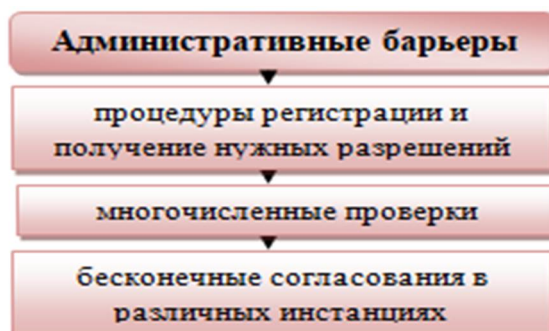 Административные барьеры
процедуры регистрации и
получение нужных разрешений
многочисленные проверки
бесконечные согласования в
различных инстанциях